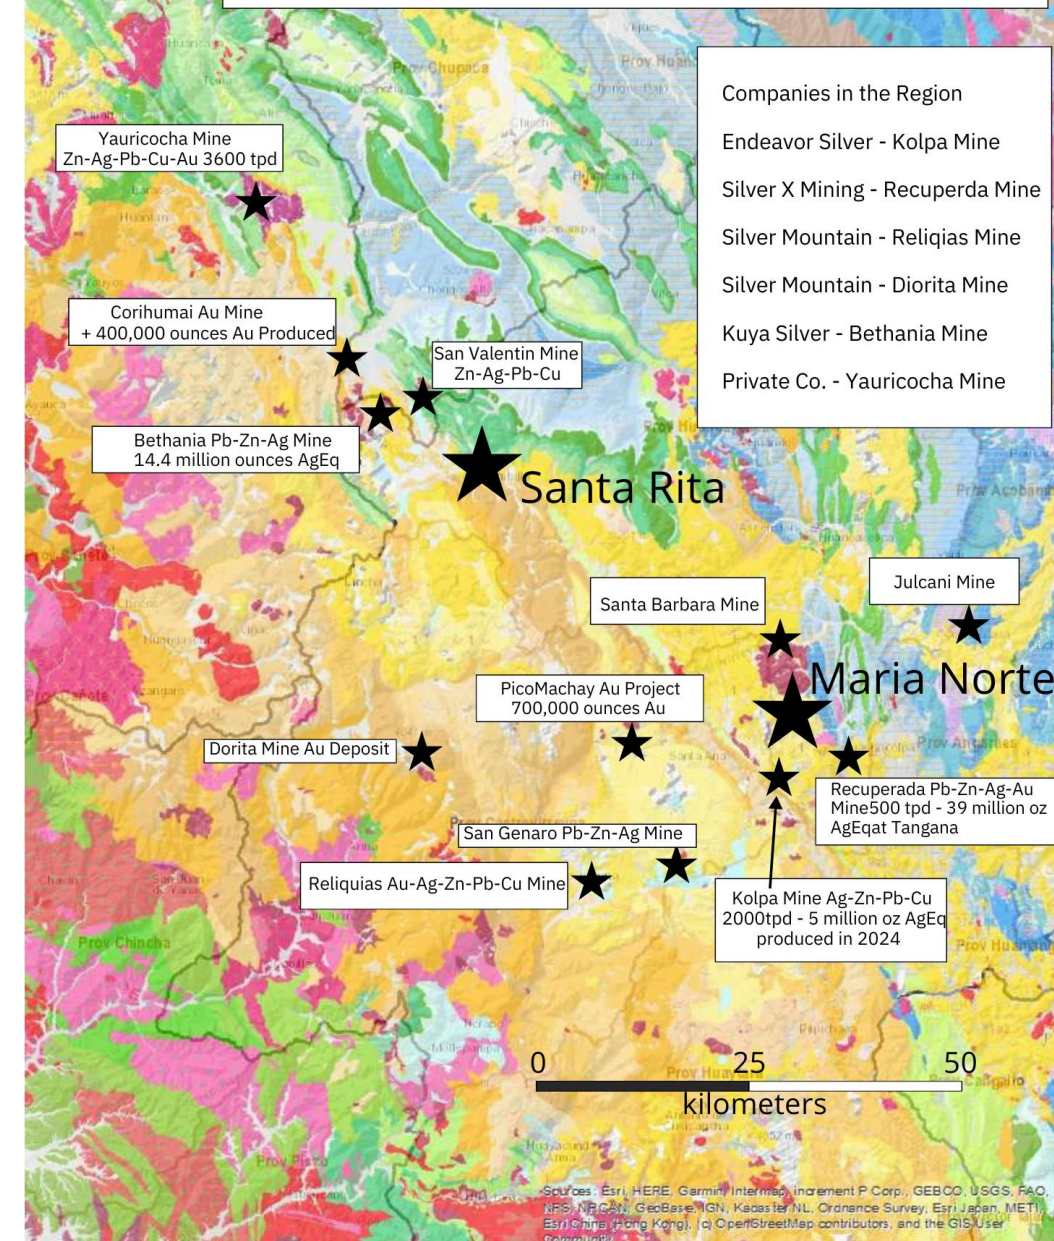 Companies in the Region
Endeavor Silver - Kolpa Mine
Silver X Mining - Recuperda Mine
Silver Mountain - Reliqias Mine
Silver Mountain - Diorita Mine
Kuya Silver - Bethania Mine
Private Co. - Yauricocha Mine
Prov Chupaca
Yauricocha Mine
Zn-Ag-Pb-Cu-Au 3600 tpd
Huantan
Corihumai Au Mine
+ 400,000 ounces Au Produced
San Valentin Mine
Zn-Ag-Pb-Cu
Bethania Pb-Zn-Ag Mine
14.4 million ounces AgEq
Santa Rita
Huancavelica
Julcani Mine
Santa Barbara Mine
Maria Norte
PicoMachay Au Project
700,000 ounces Au
Santa Ana
Prov Angaraes
Dorita Mine Au Deposit
Recuperada Pb-Zn-Ag-Au
Mine500 tpd - 39 million oz
AgEqat Tangana
San Genaro Pb-Zn-Ag Mine
Reliquias Au-Ag-Zn-Pb-Cu Mine
Kolpa Mine Ag-Zn-Pb-Cu
2000tpd - 5 million oz AgEq
produced in 2024
Prov Chincha
0 25 50
kilometers
Prov Huaytara
Prov Cangallo
Prov Pisco
Sources: Esri, HERE, Garmin, Intermap, increment P Corp., GEBCO, USGS, FAO,
NPS, NRCAN, GeoBase, IGN, Kadaster NL, Ordnance Survey, Esri Japan, METI,
Esri China (Hong Kong), (c) OpenStreetMap contributors, and the GIS User
Community